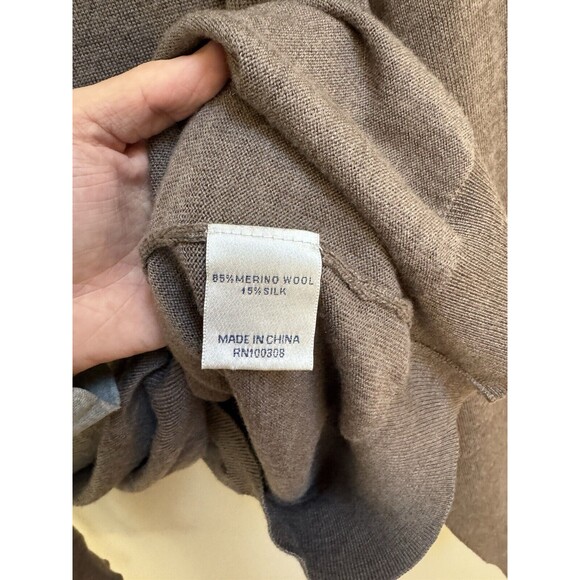 85% MERINO WOOL
15% SILK
MADE IN CHINA
RN100308